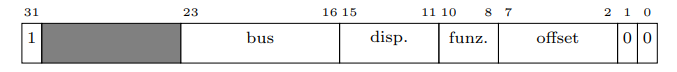 31 23 16 15 11 10 8 7 2 1 0
1 bus disp. funz. offset 0 0